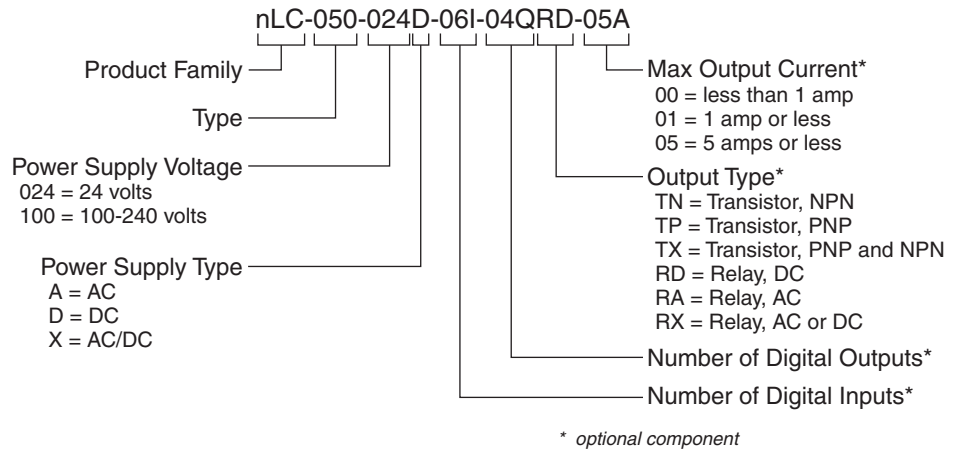 nLC-050-024D-06I-04QRD-05A
Product Family
Type
Power Supply Voltage
024 = 24 volts
100 = 100-240 volts
Power Supply Type
A = AC
D = DC
X = AC/DC
Max Output Current*
00 = less than 1 amp
01 = 1 amp or less
05 = 5 amps or less
Output Type*
TN = Transistor, NPN
TP = Transistor, PNP
TX = Transistor, PNP and NPN
RD = Relay, DC
RA = Relay, AC
RX = Relay, AC or DC
Number of Digital Outputs*
Number of Digital Inputs*
* optional component